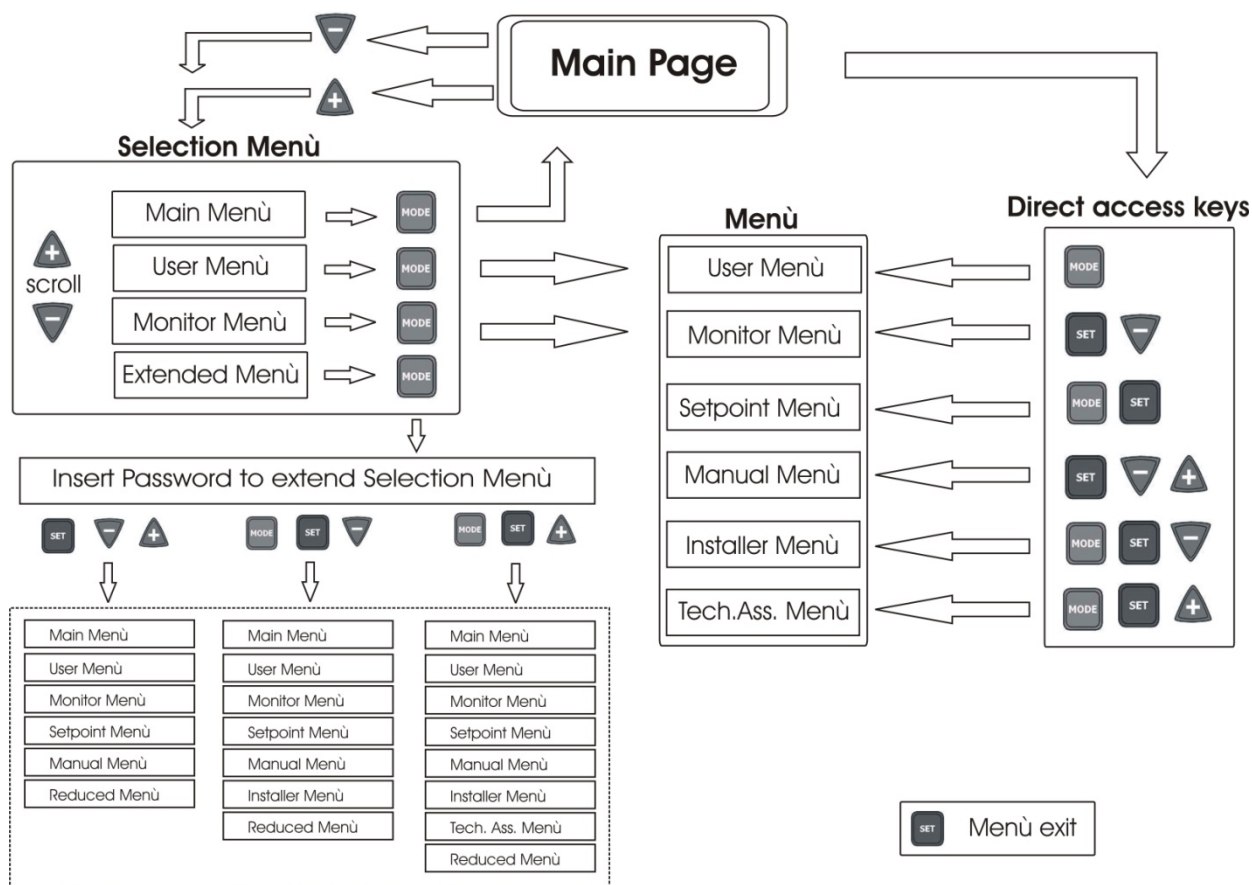 −
Main Page
+
Selection Menù
Main Menù MODE
+
scroll
−
User Menù MODE
Monitor Menù MODE
Extended Menù MODE
Insert Password to extend Selection Menù
SET − +
MODE SET −
MODE SET +
Main Menù
User Menù
Monitor Menù
Setpoint Menù
Manual Menù
Reduced Menù
Main Menù
User Menù
Monitor Menù
Setpoint Menù
Manual Menù
Installer Menù
Reduced Menù
Main Menù
User Menù
Monitor Menù
Setpoint Menù
Manual Menù
Installer Menù
Tech. Ass. Menù
Reduced Menù
Menù
User Menù
Monitor Menù
Setpoint Menù
Manual Menù
Installer Menù
Tech.Ass. Menù
Direct access keys
MODE
SET −
MODE SET
SET − +
MODE SET −
MODE SET +
SET Menù exit